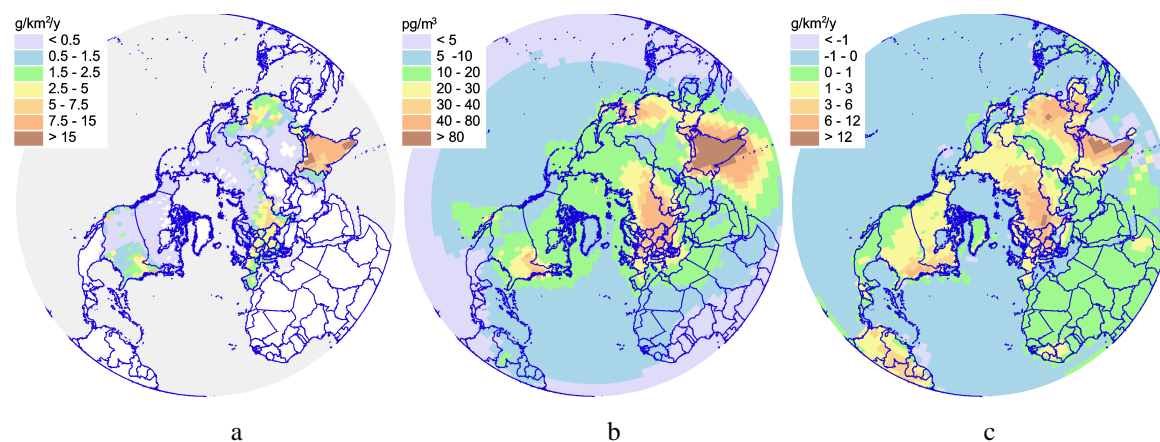 g/km²/y
< 0.5
0.5 - 1.5
1.5 - 2.5
2.5 - 5
5 - 7.5
7.5 - 15
> 15
pg/m³
< 5
5 -10
10 - 20
20 - 30
30 - 40
40 - 80
> 80
g/km²/y
< -1
-1 - 0
0 - 1
1 - 3
3 - 6
6 - 12
> 12
a
b
c